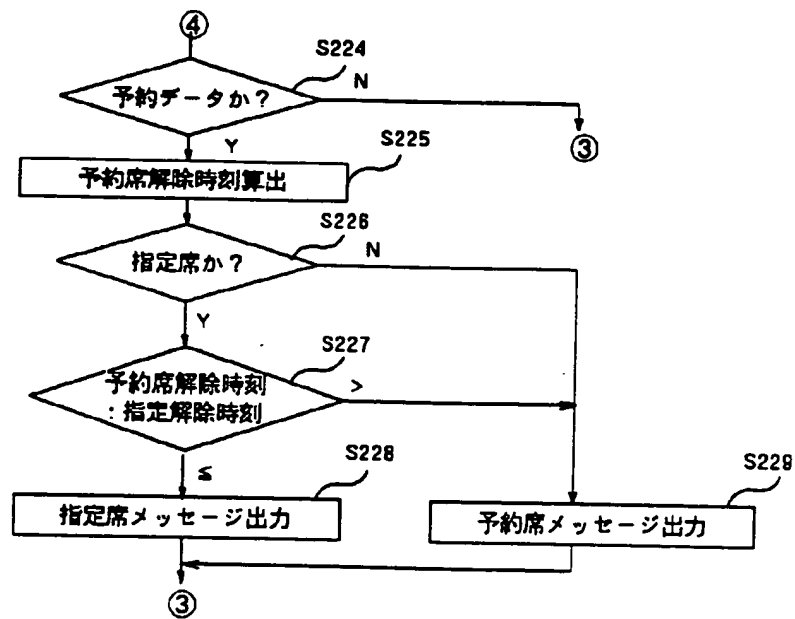 ④
S224
予約データか?
N
③
Y
S225
予約席解除時刻算出
S226
指定席か?
N
Y
S227
予約席解除時刻
:指定解除時刻
>
≦
S228
指定席メッセージ出力
S229
予約席メッセージ出力
③